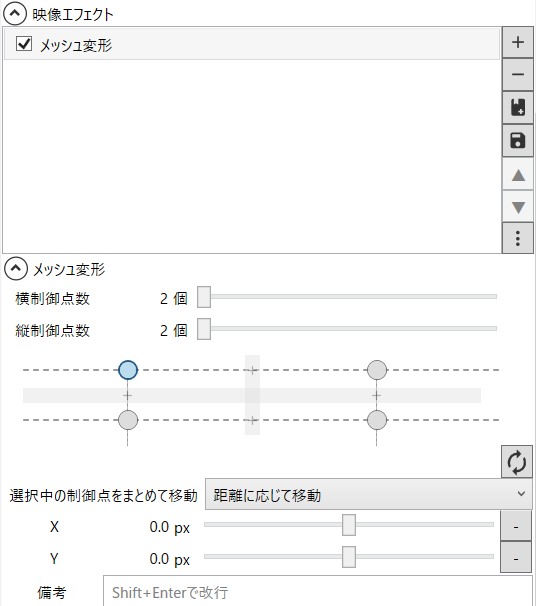 映像エフェクト
メッシュ変形
メッシュ変形
横制御点数 2 個
縦制御点数 2 個
選択中の制御点をまとめて移動 距離に応じて移動
X 0.0 px -
Y 0.0 px -
備考 Shift+Enterで改行